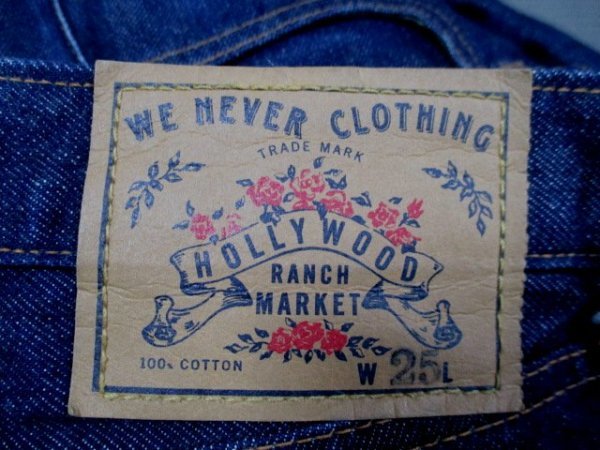 WE NEVER CLOTHING
TRADE MARK
HOLLYWOOD
RANCH
MARKET
100% COTTON
W 25 L